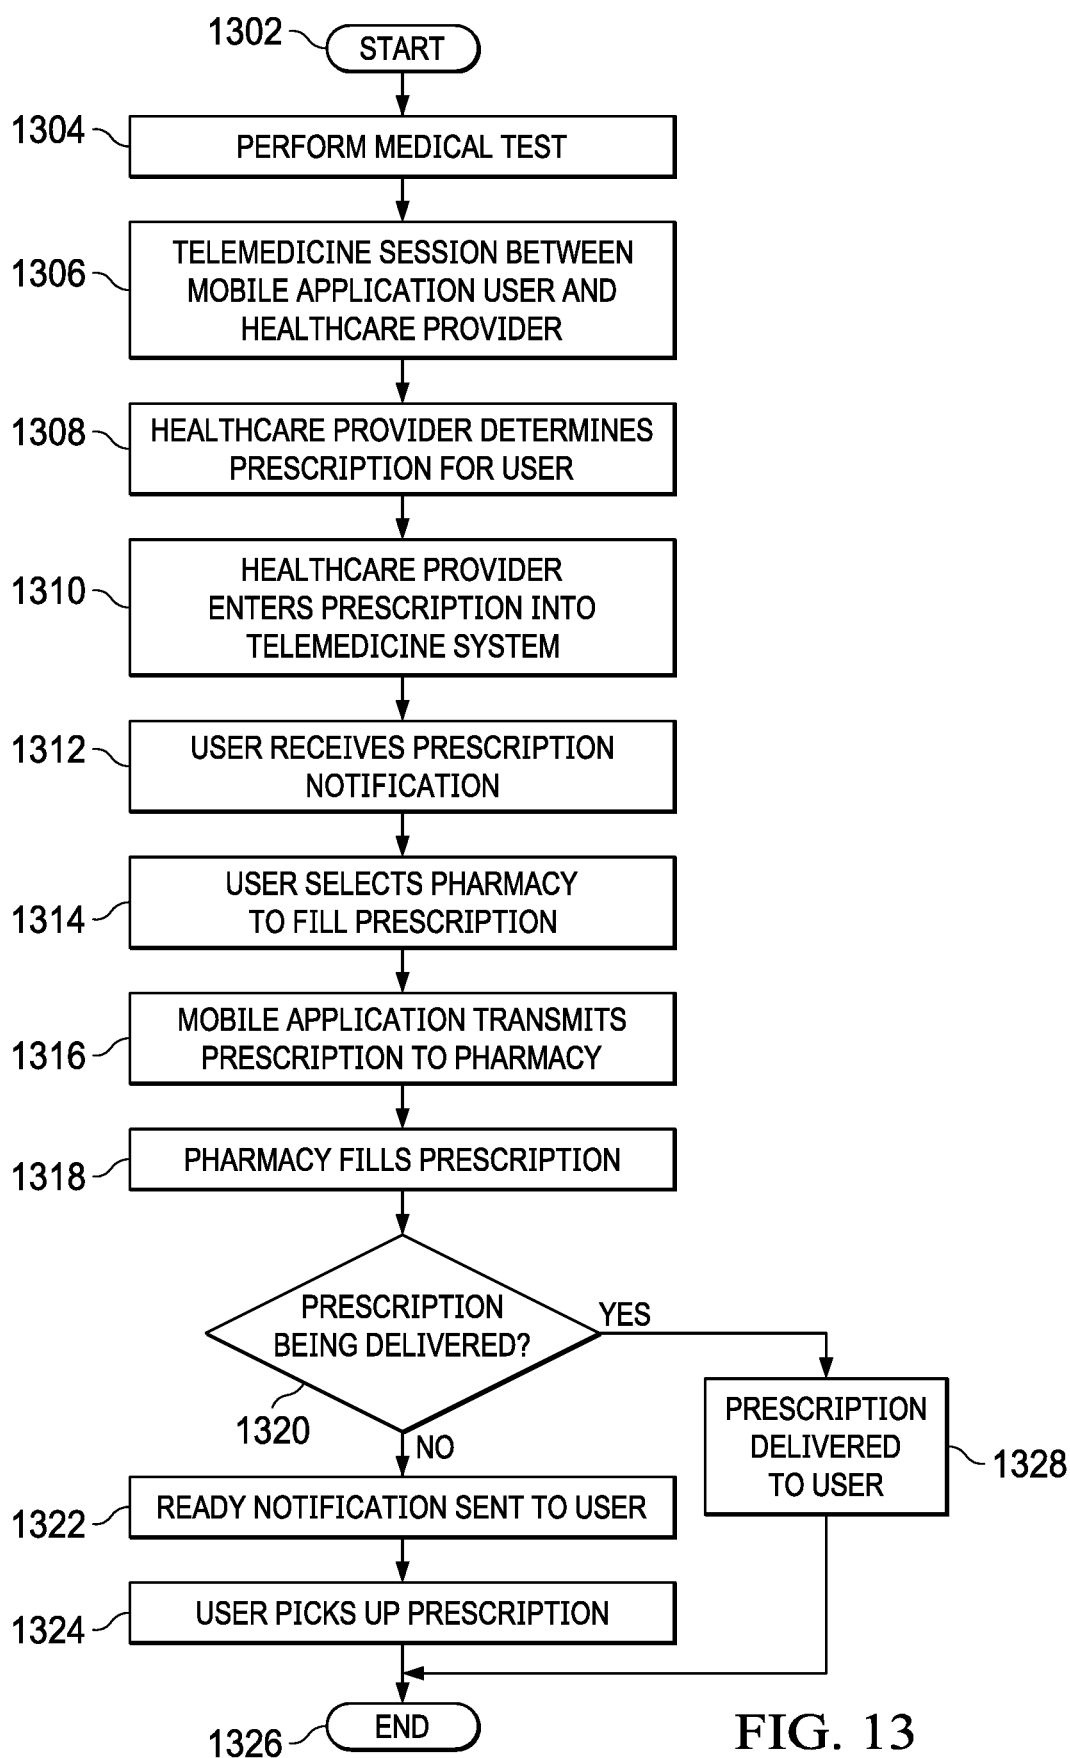 1302
START
1304
PERFORM MEDICAL TEST
1306
TELEMEDICINE SESSION BETWEEN
MOBILE APPLICATION USER AND
HEALTHCARE PROVIDER
1308
HEALTHCARE PROVIDER DETERMINES
PRESCRIPTION FOR USER
1310
HEALTHCARE PROVIDER
ENTERS PRESCRIPTION INTO
TELEMEDICINE SYSTEM
1312
USER RECEIVES PRESCRIPTION
NOTIFICATION
1314
USER SELECTS PHARMACY
TO FILL PRESCRIPTION
1316
MOBILE APPLICATION TRANSMITS
PRESCRIPTION TO PHARMACY
1318
PHARMACY FILLS PRESCRIPTION
PRESCRIPTION
BEING DELIVERED?
YES
1320
NO
PRESCRIPTION
DELIVERED
TO USER
1328
1322
READY NOTIFICATION SENT TO USER
1324
USER PICKS UP PRESCRIPTION
1326
END
FIG. 13